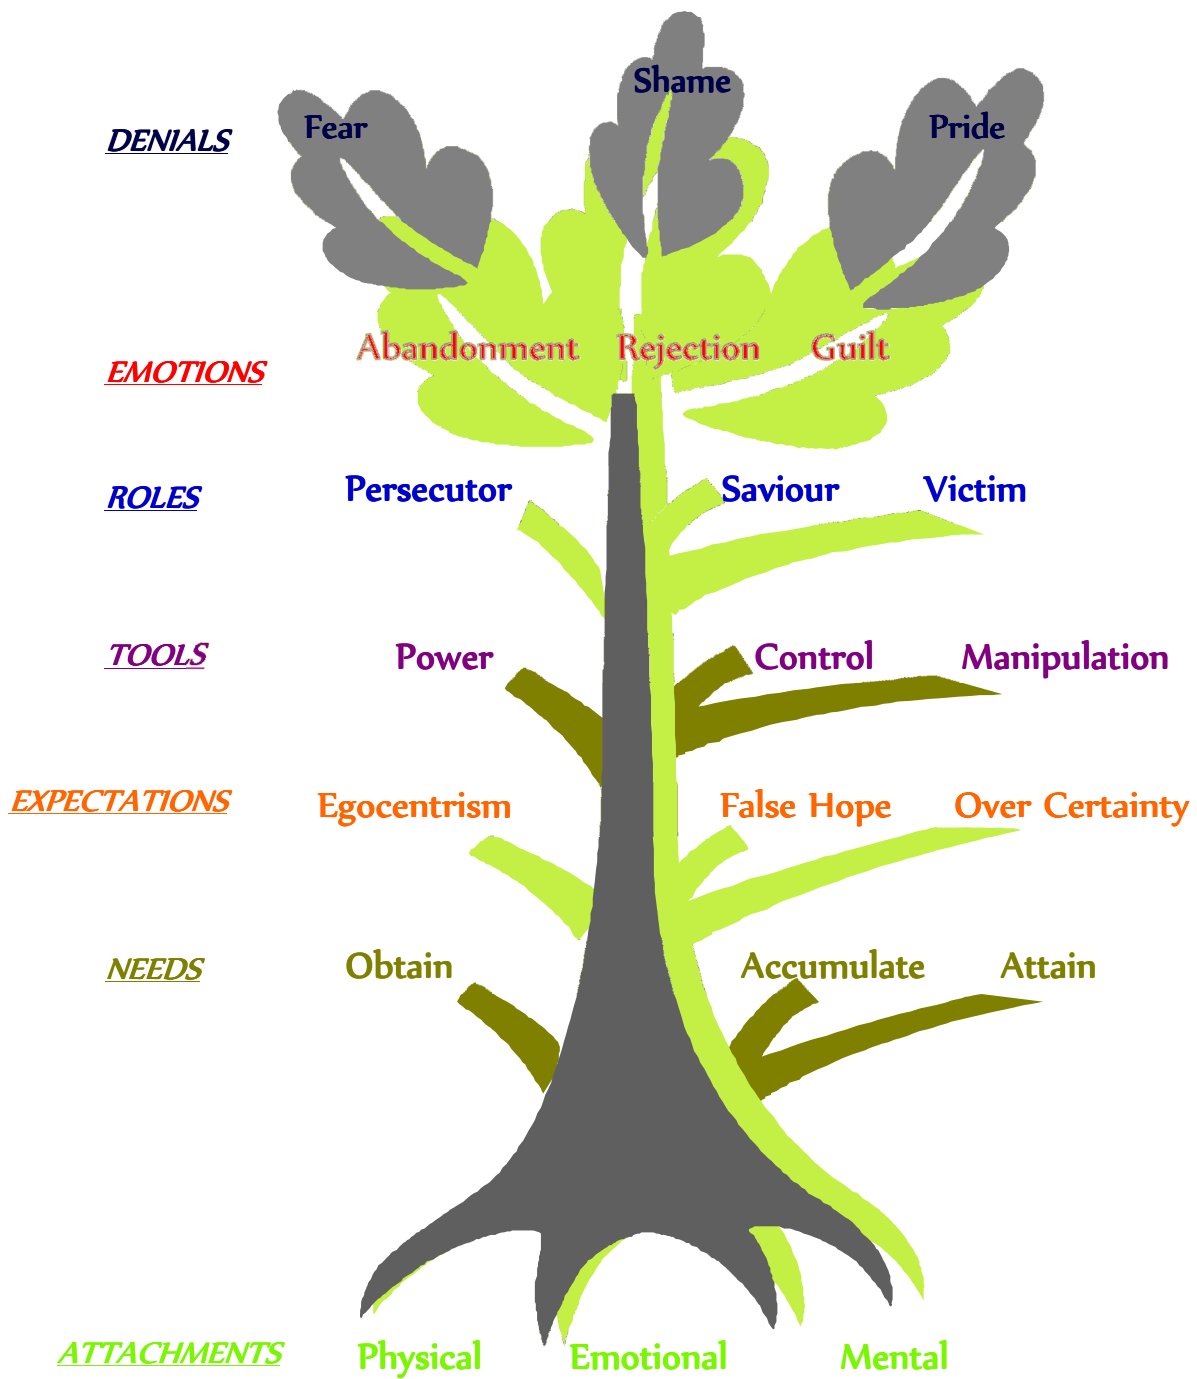 Shame
DENIALS Fear Pride
EMOTIONS Abandonment Rejection Guilt
ROLES Persecutor Saviour Victim
TOOLS Power Control Manipulation
EXPECTATIONS Egocentrism False Hope Over Certainty
NEEDS Obtain Accumulate Attain
ATTACHMENTS Physical Emotional Mental